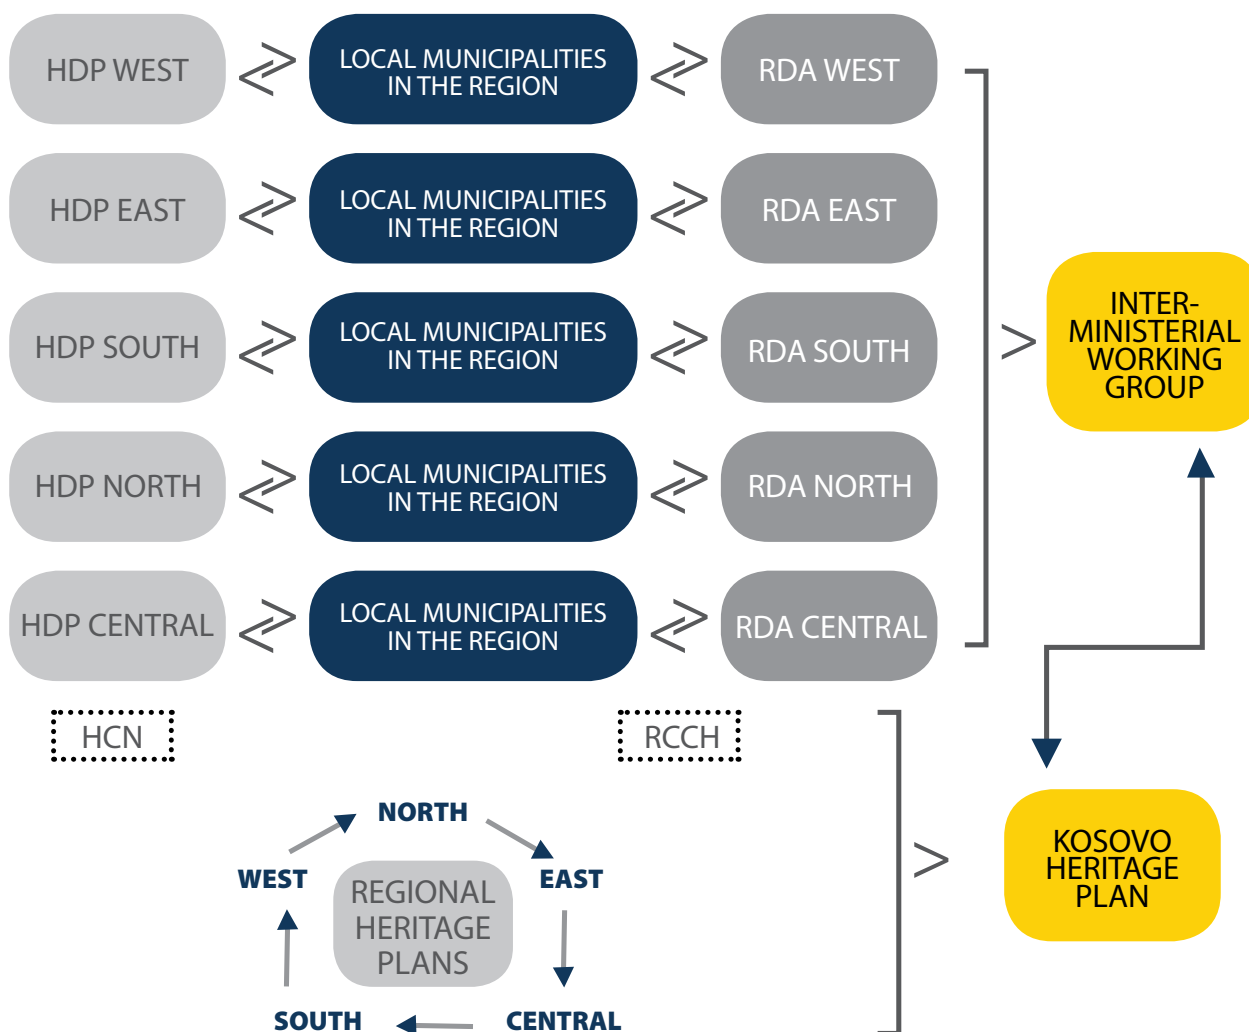 HDP WEST
LOCAL MUNICIPALITIES
IN THE REGION
RDA WEST
HDP EAST
LOCAL MUNICIPALITIES
IN THE REGION
RDA EAST
HDP SOUTH
LOCAL MUNICIPALITIES
IN THE REGION
RDA SOUTH
INTER-
MINISTERIAL
WORKING
GROUP
HDP NORTH
LOCAL MUNICIPALITIES
IN THE REGION
RDA NORTH
HDP CENTRAL
LOCAL MUNICIPALITIES
IN THE REGION
RDA CENTRAL
HCN
RCCH
NORTH
WEST
EAST
REGIONAL
HERITAGE
PLANS
SOUTH
CENTRAL
KOSOVO
HERITAGE
PLAN